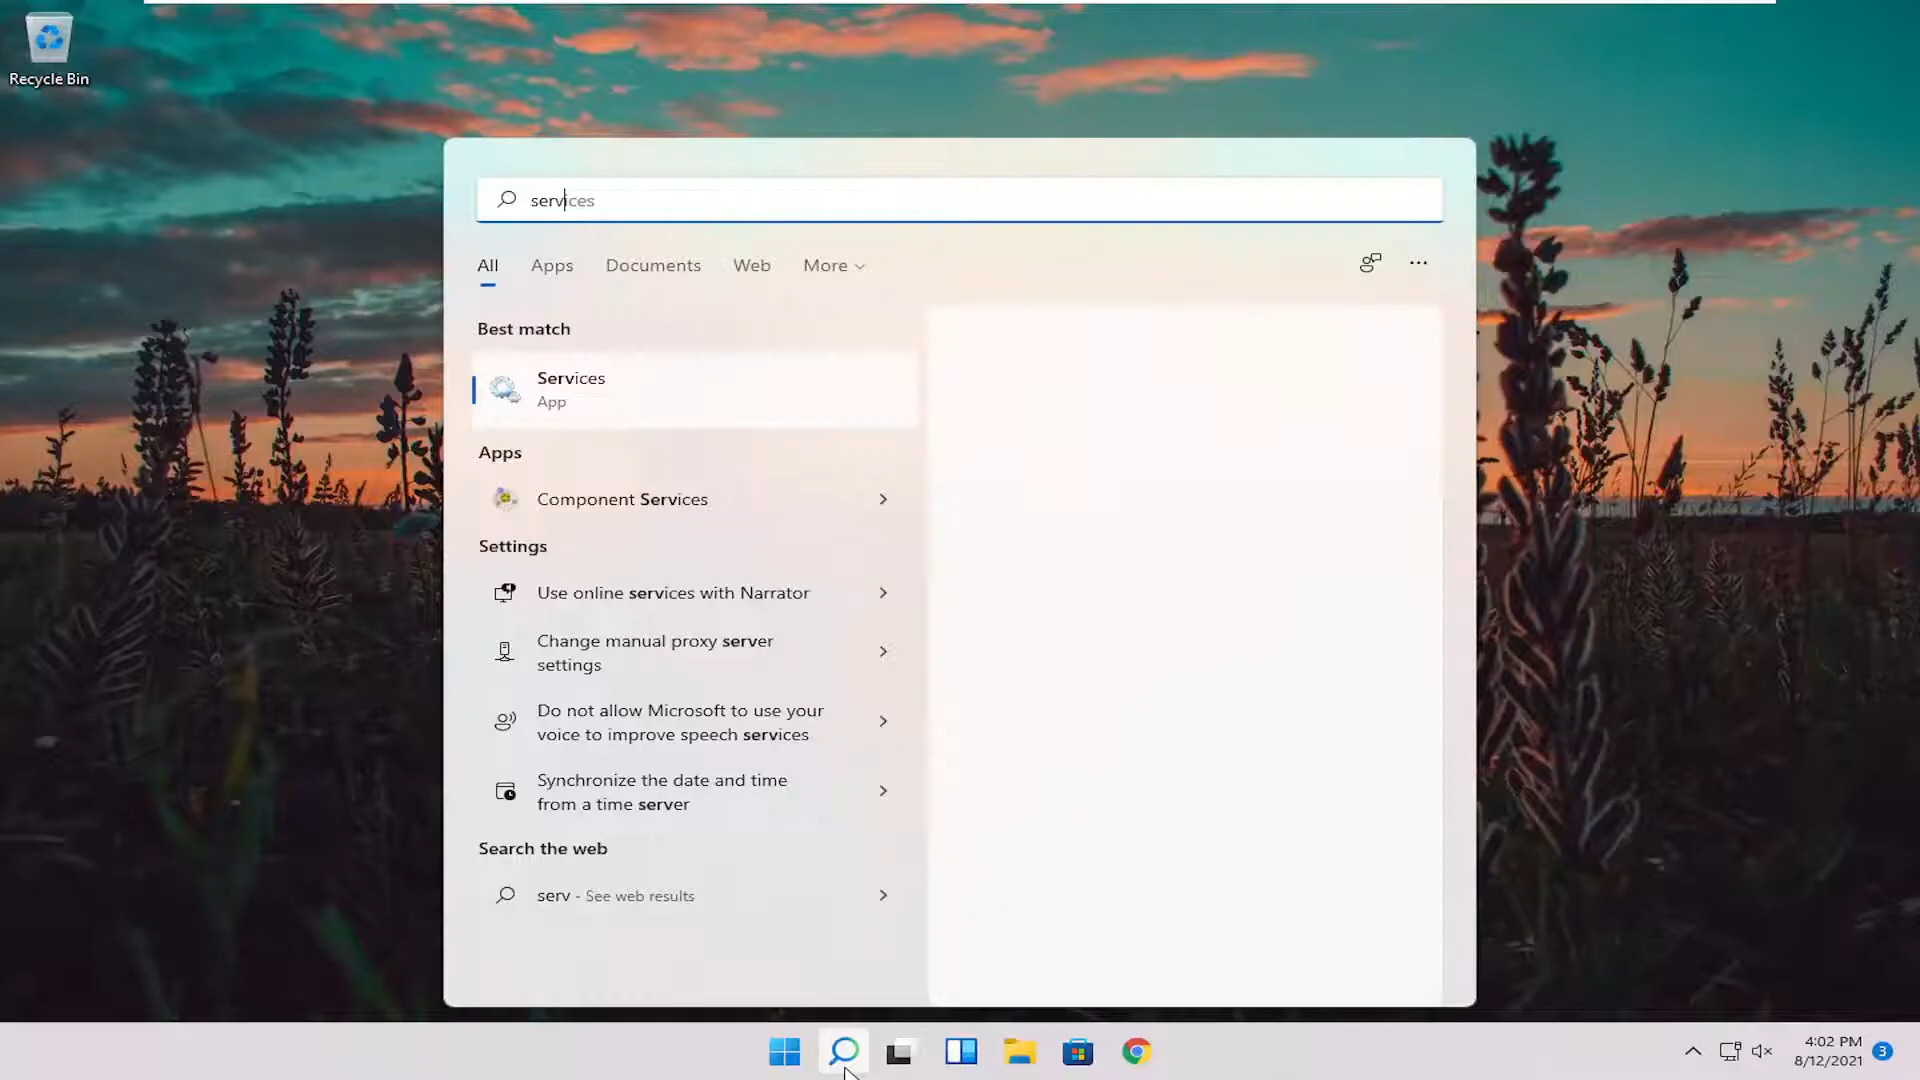 Recycle Bin
services
All Apps Documents Web More
Best match
Services
App
Apps
Component Services
Settings
Use online services with Narrator
Change manual proxy server
settings
Do not allow Microsoft to use your
voice to improve speech services
Synchronize the date and time
from a time server
Search the web
serv - See web results
4:02 PM
8/12/2021
3